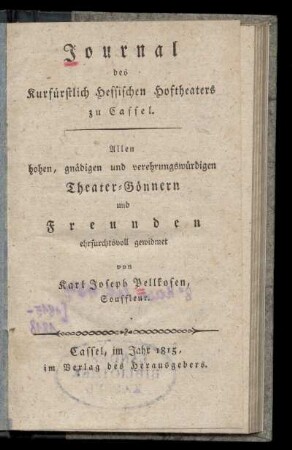 Journal
des
Kurfürstlich Hessischen Hoftheaters
zu Cassel.
Allen
hohen, gnädigen und verehrungswürdigen
Theater-Gönnern
und
Freunden
ehrfurchtsvoll gewidmet
von
Karl Joseph Vellkosen,
Souffleur.
Cassel, im Jahr 1815,
im Verlag des Herausgebers.